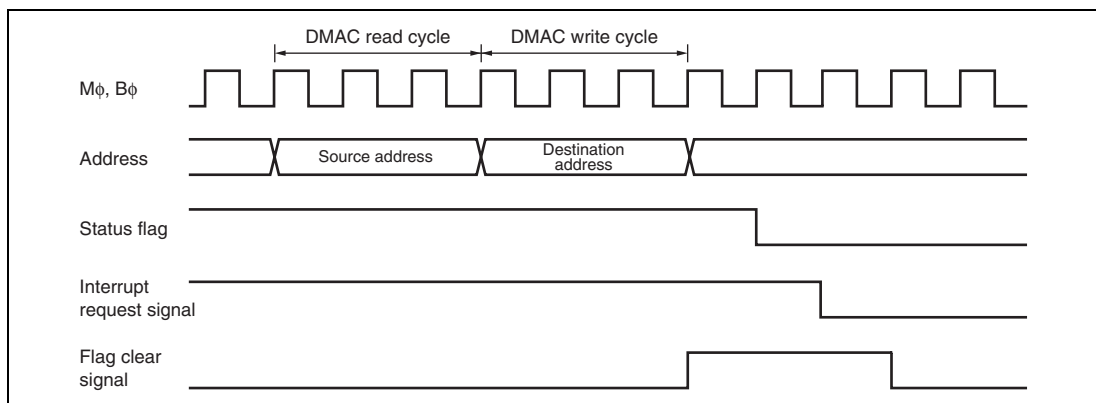 DMAC read cycle DMAC write cycle
Mϕ, Bϕ
Address
Source address
Destination
address
Status flag
Interrupt
request signal
Flag clear
signal